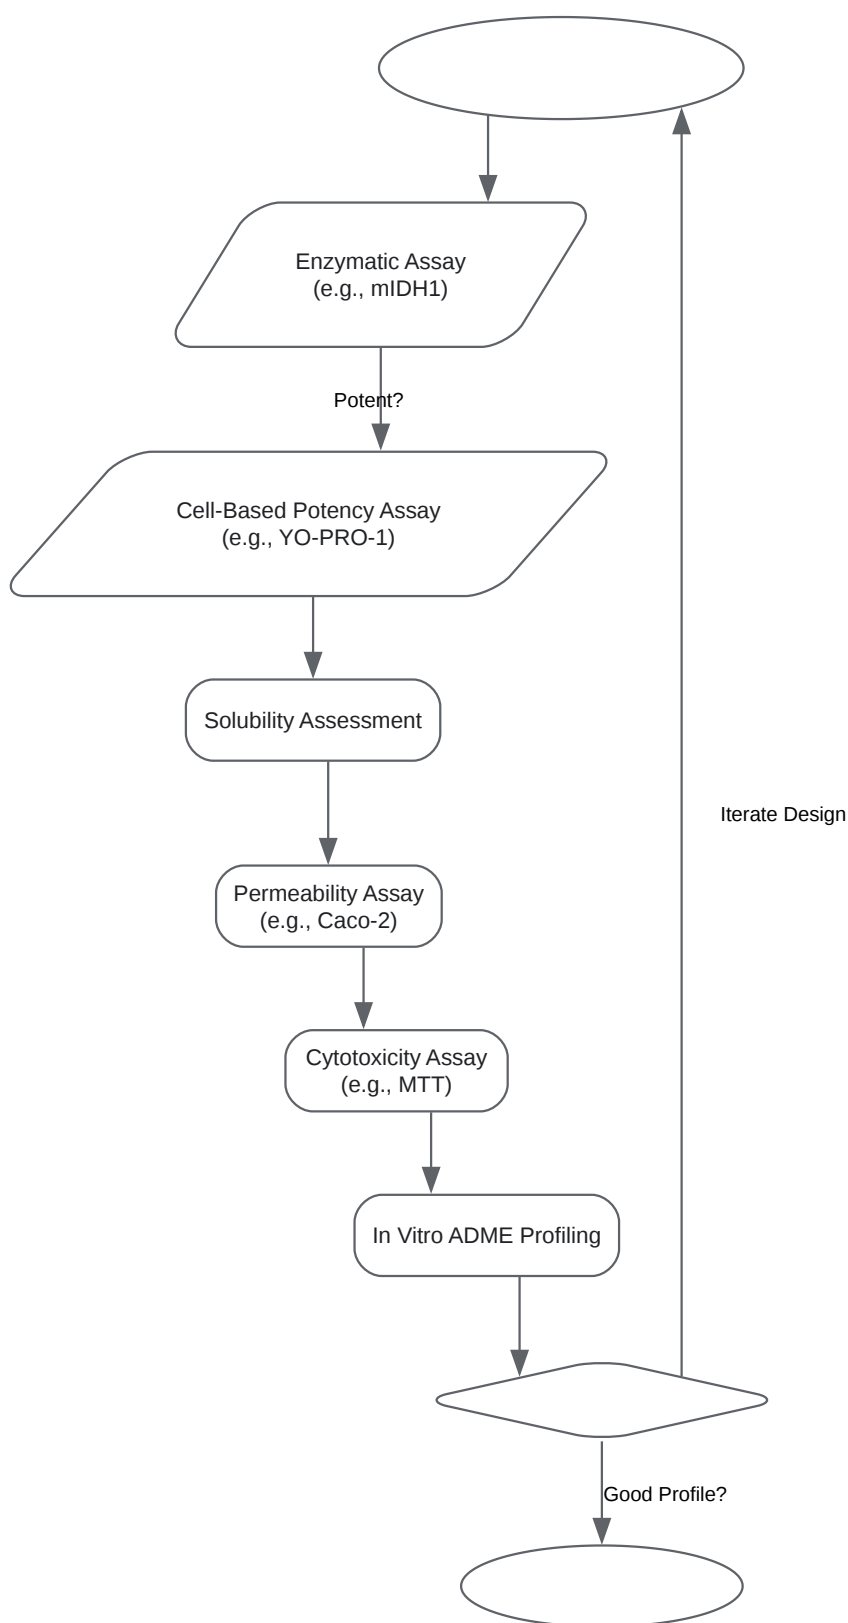 Enzymatic Assay
(e.g., mIDH1)
Potent?
Cell-Based Potency Assay
(e.g., YO-PRO-1)
Solubility Assessment
Iterate Design
Permeability Assay
(e.g., Caco-2)
Cytotoxicity Assay
(e.g., MTT)
In Vitro ADME Profiling
Good Profile?